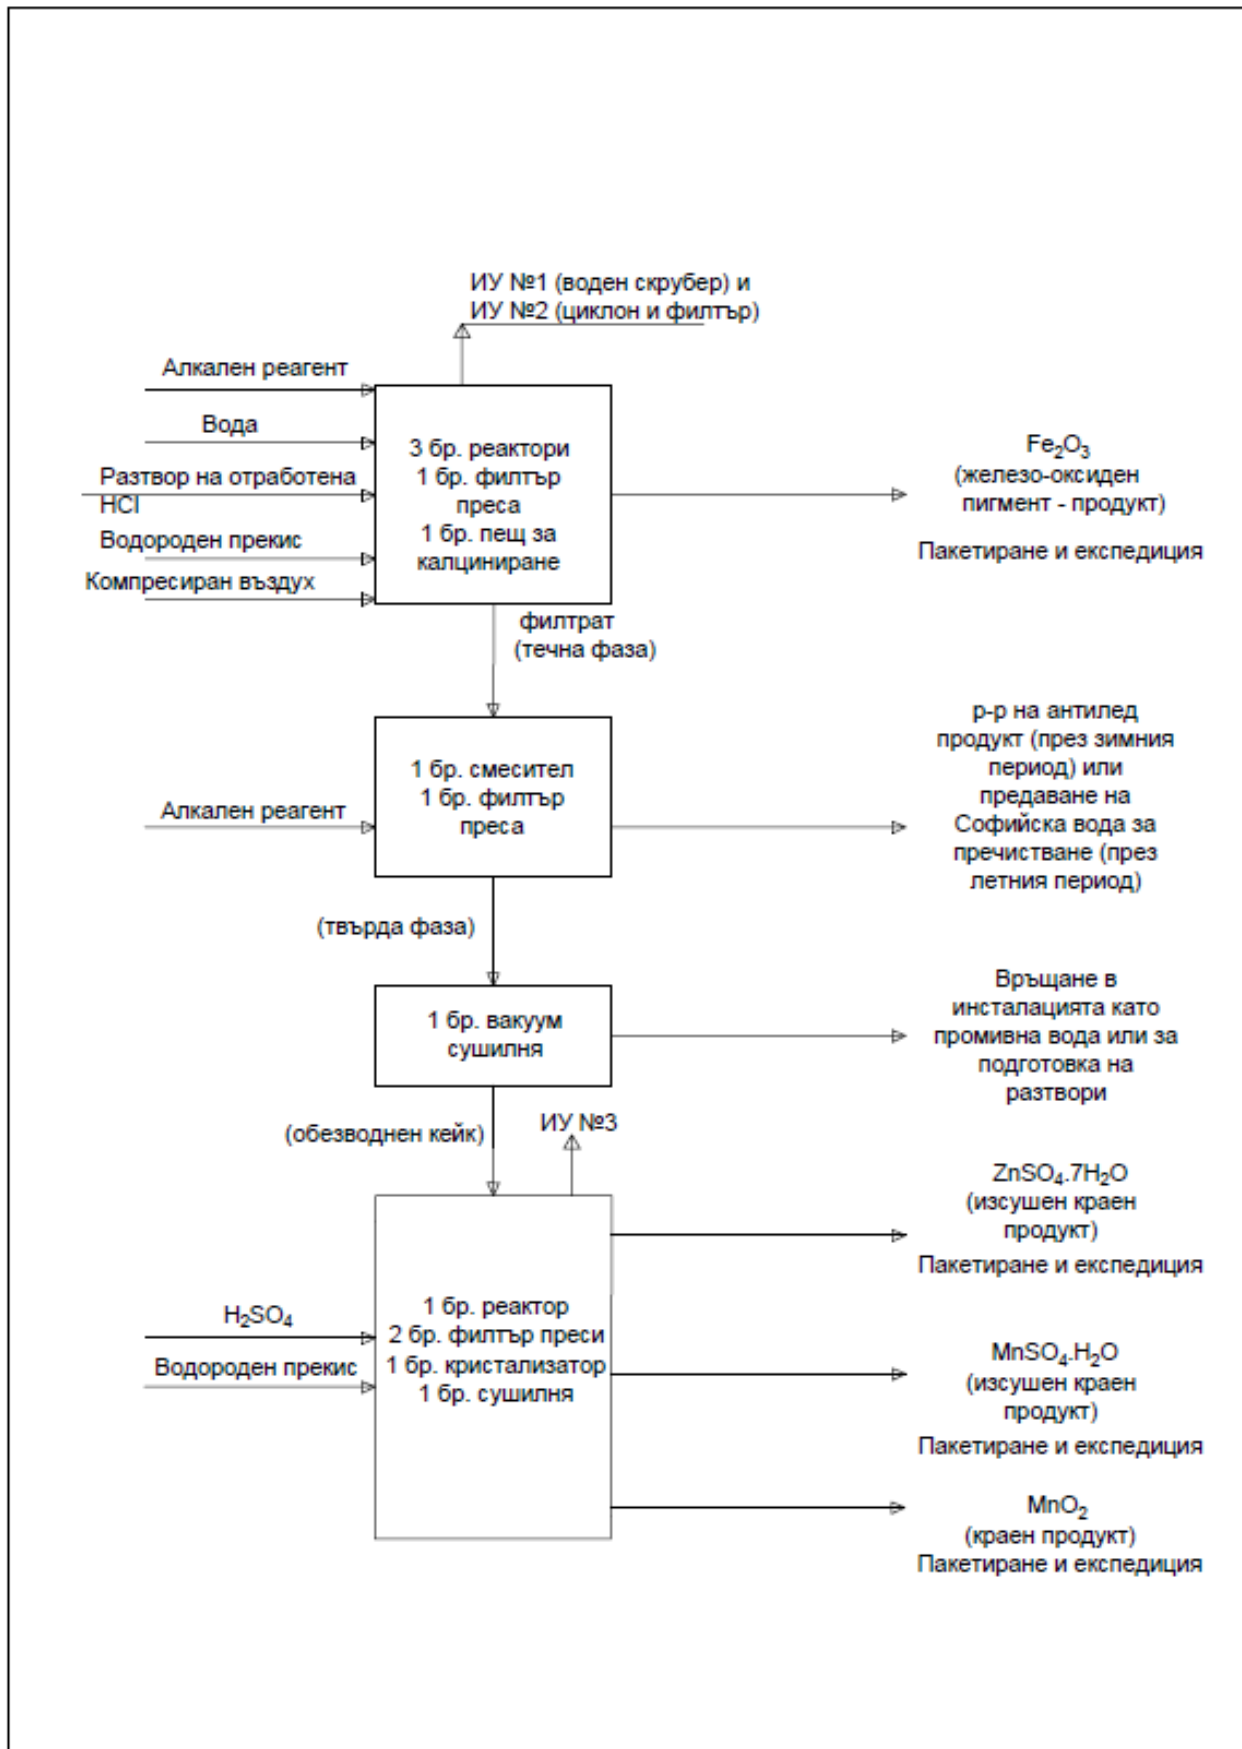 ИУ №1 (воден скрубер) и
ИУ №2 (циклон и филтър)
Алкален реагент
Вода
Разтвор на отработена
HCl
Водороден прекис
Компресиран въздух
3 бр. реактори
1 бр. филтър
преса
1 бр. пещ за
калциниране
Fe₂O₃
(железо-оксиден
пигмент - продукт)
Пакетиране и експедиция
филтрат
(течна фаза)
Алкален реагент
1 бр. смесител
1 бр. филтър
преса
р-р на антилед
продукт (през зимния
период) или
предаване на
Софийска вода за
пречистване (през
летния период)
(твърда фаза)
1 бр. вакуум
сушилня
Връщане в
инсталацията като
промивна вода или за
подготовка на
разтвори
(обезводнен кейк)
ИУ №3
H₂SO₄
Водороден прекис
1 бр. реактор
2 бр. филтър преси
1 бр. кристализатор
1 бр. сушилня
ZnSO₄.7H₂O
(изсушен краен
продукт)
Пакетиране и експедиция
MnSO₄.H₂O
(изсушен краен
продукт)
Пакетиране и експедиция
MnO₂
(краен продукт)
Пакетиране и експедиция